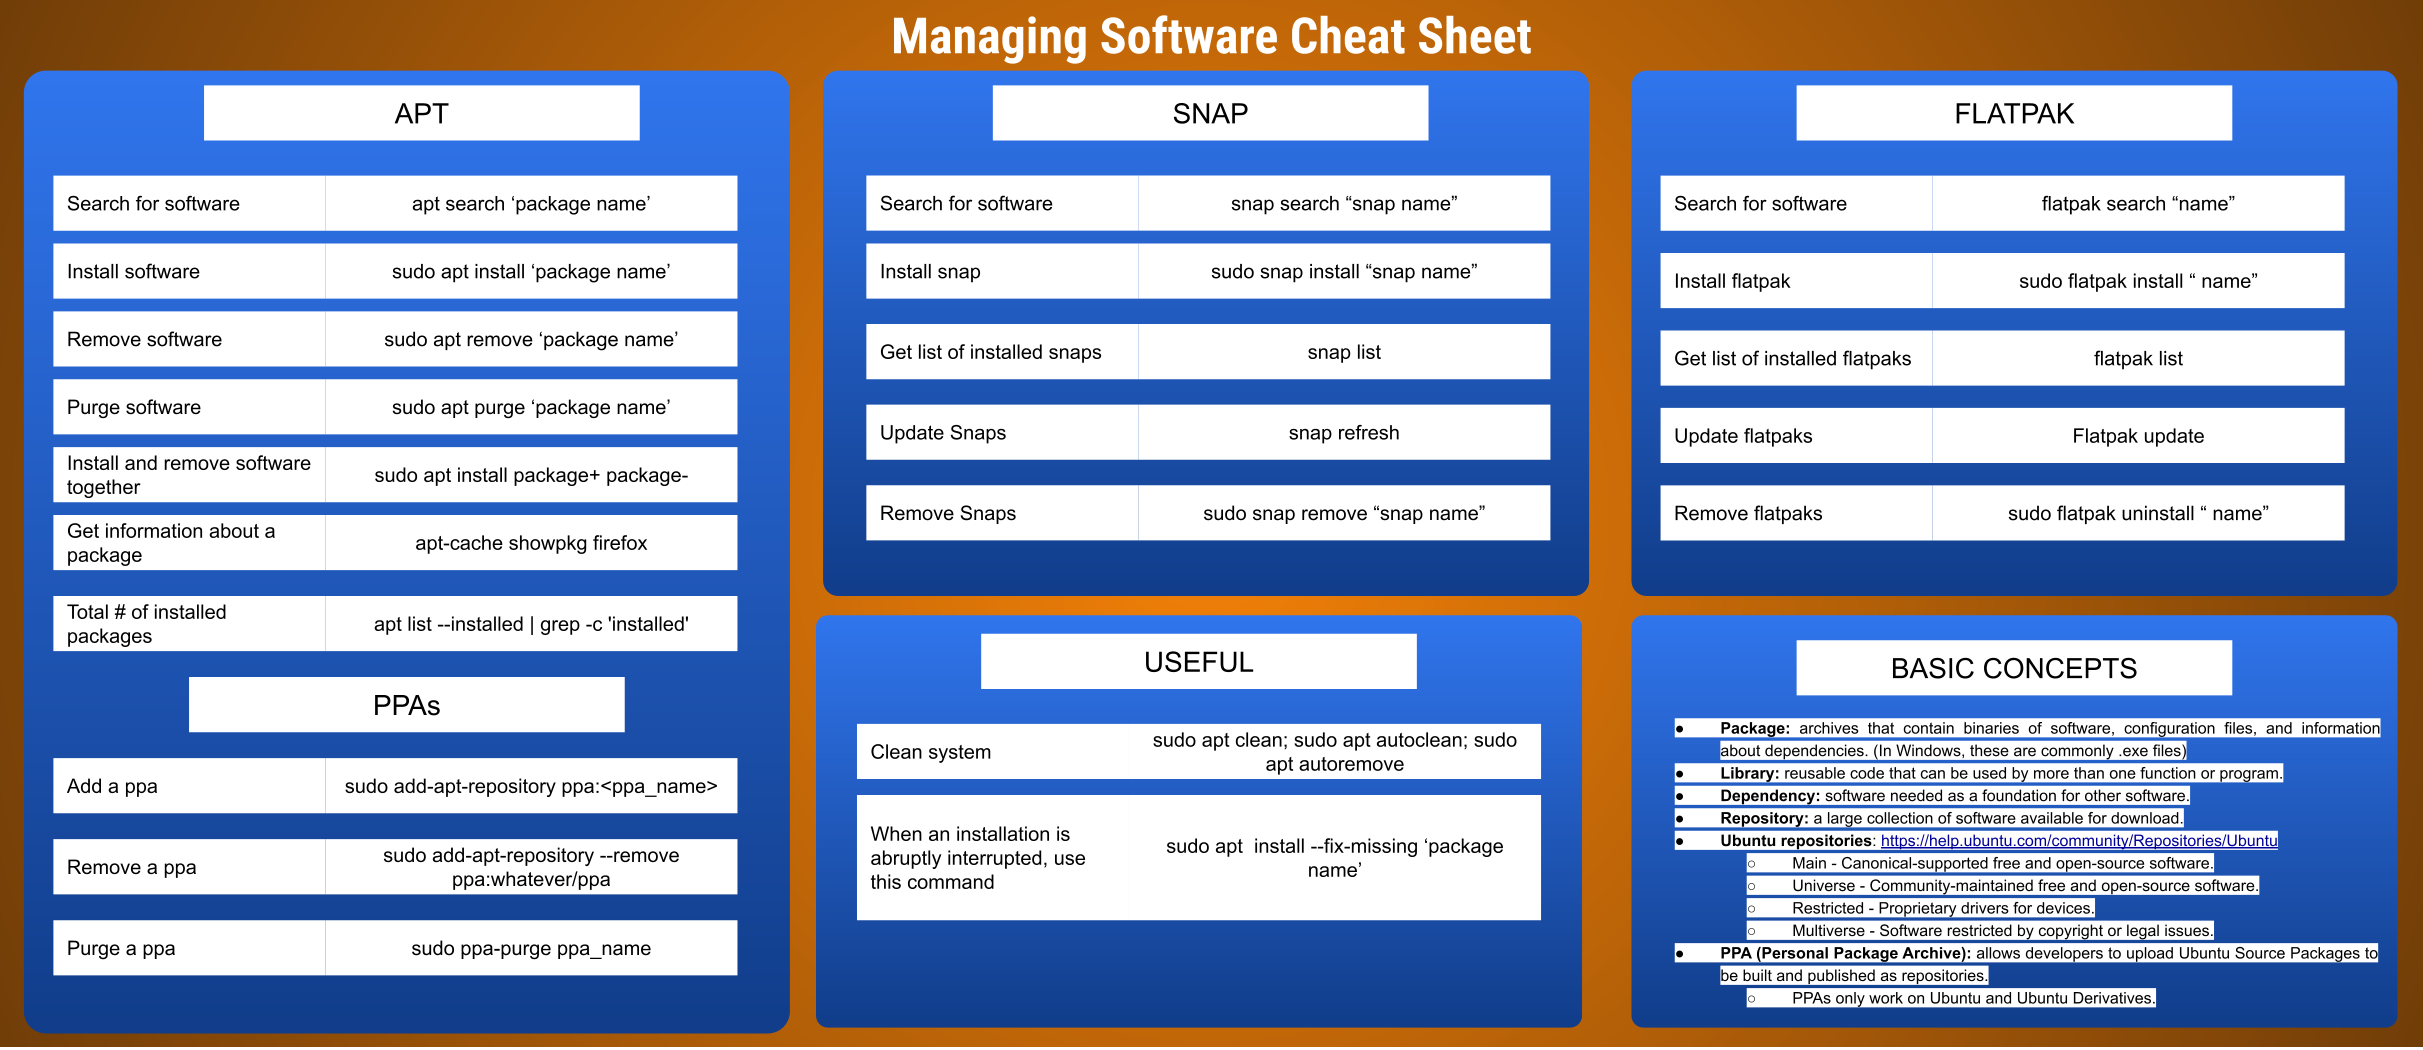 Managing Software Cheat Sheet
APT
Search for software
apt search ‘package name’
Install software
sudo apt install ‘package name’
Remove software
sudo apt remove ‘package name’
Purge software
sudo apt purge ‘package name’
Install and remove software
together
sudo apt install package+ package-
Get information about a
package
apt-cache showpkg firefox
Total # of installed
packages
apt list --installed | grep -c 'installed'
PPAs
Add a ppa
sudo add-apt-repository ppa:<ppa_name>
Remove a ppa
sudo add-apt-repository --remove
ppa:whatever/ppa
Purge a ppa
sudo ppa-purge ppa_name
SNAP
Search for software
snap search “snap name”
Install snap
sudo snap install “snap name”
Get list of installed snaps
snap list
Update Snaps
snap refresh
Remove Snaps
sudo snap remove “snap name”
FLATPAK
Search for software
flatpak search “name”
Install flatpak
sudo flatpak install “ name”
Get list of installed flatpaks
flatpak list
Update flatpaks
Flatpak update
Remove flatpaks
sudo flatpak uninstall “ name”
USEFUL
Clean system
sudo apt clean; sudo apt autoclean; sudo
apt autoremove
When an installation is
abruptly interrupted, use
this command
sudo apt  install --fix-missing ‘package
name’
BASIC CONCEPTS
● Package: archives that contain binaries of software, configuration files, and information
about dependencies. (In Windows, these are commonly .exe files)
● Library: reusable code that can be used by more than one function or program.
● Dependency: software needed as a foundation for other software.
● Repository: a large collection of software available for download.
● Ubuntu repositories: https://help.ubuntu.com/community/Repositories/Ubuntu
○ Main - Canonical-supported free and open-source software.
○ Universe - Community-maintained free and open-source software.
○ Restricted - Proprietary drivers for devices.
○ Multiverse - Software restricted by copyright or legal issues.
● PPA (Personal Package Archive): allows developers to upload Ubuntu Source Packages to
be built and published as repositories.
○ PPAs only work on Ubuntu and Ubuntu Derivatives.